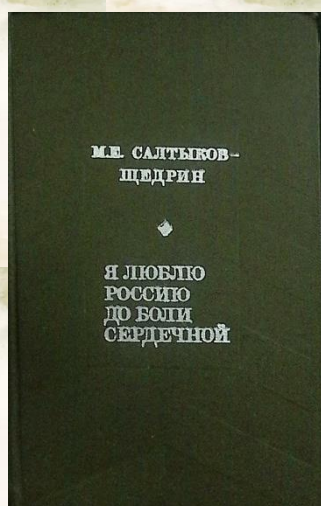 М.Е. САЛТЫКОВ-
ЩЕДРИН
Я ЛЮБЛЮ
РОССИЮ
ДО БОЛИ
СЕРДЕЧНОЙ